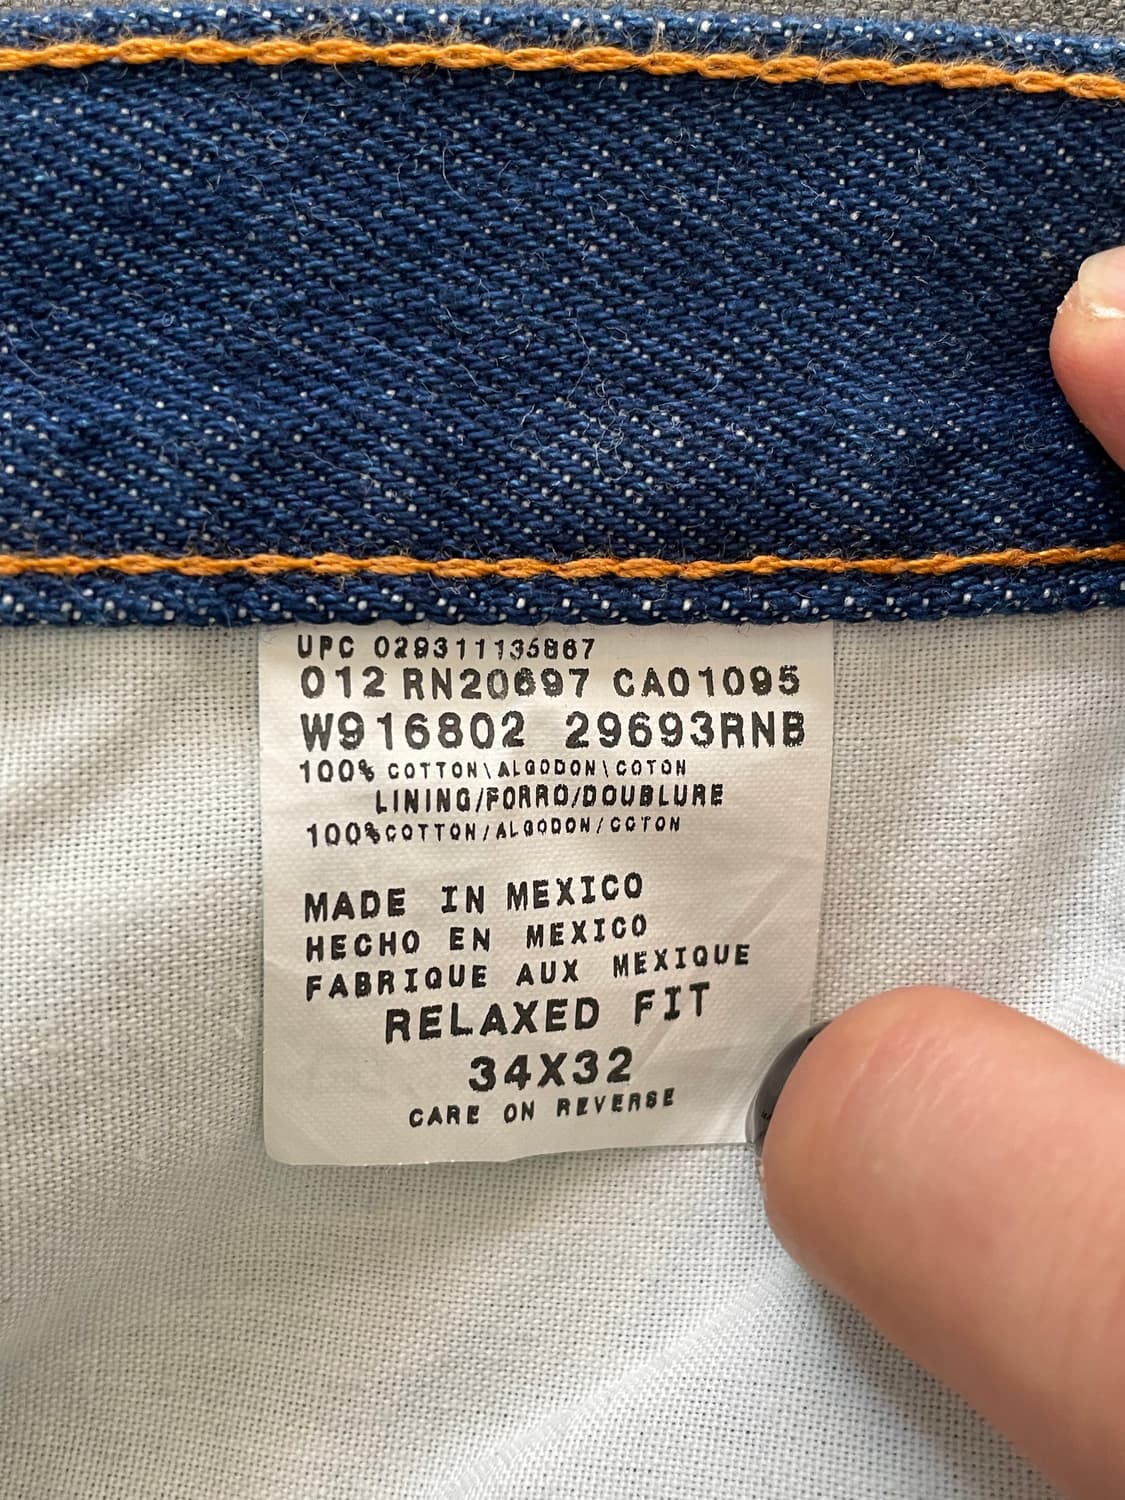 UPC 029311135867
012 RN20697 CA01095
W916802 29693RNB
100% COTTON\ALGODON\COTON
LINING/FORRO/DOUBLURE
100%COTTON/ALGODON/COTON
MADE IN MEXICO
HECHO EN MEXICO
FABRIQUE AUX MEXIQUE
RELAXED FIT
34X32
CARE ON REVERSE